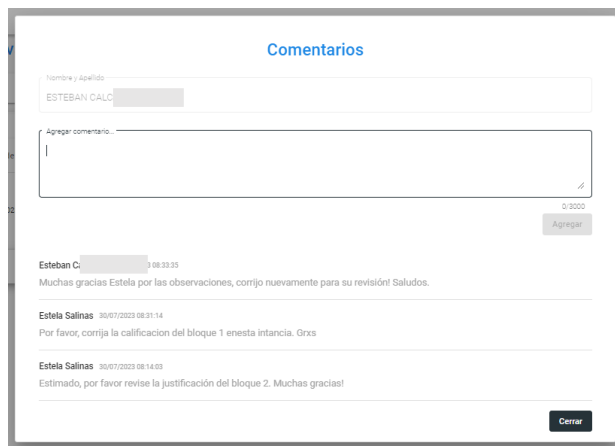 Comentarios
Nombre y Apellido
ESTEBAN CALC
Agregar comentario...
0/3000
Agregar
Esteban 08:33:35
Muchas gracias Estela por las observaciones, corrijo nuevamente para su revisión! Saludos.
Estela Salinas 30/07/2023 08:31:14
Por favor, corrija la calificacion del bloque 1 enesta intancia. Grxs
Estela Salinas 30/07/2023 08:14:03
Estimado, por favor revise la justificación del bloque 2. Muchas gracias!
Cerrar